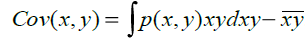 Cov(x, y) = ∫p(x, y)xydxy− x̅y̅